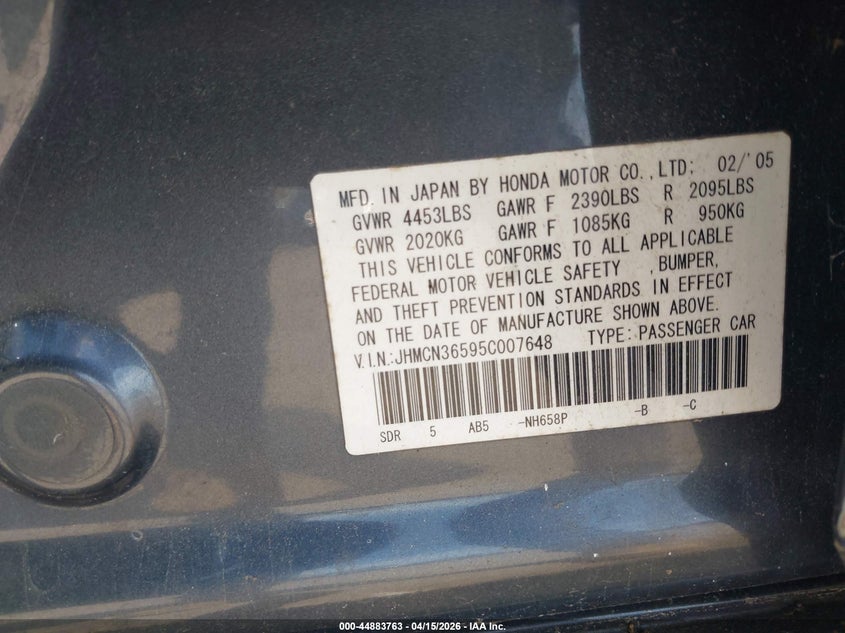 MFD. IN JAPAN BY HONDA MOTOR CO.,LTD; 02/'05
GVWR 4453LBS GAWR F 2390LBS R 2095LBS
GVWR 2020KG GAWR F 1085KG R 950KG
THIS VEHICLE CONFORMS TO ALL APPLICABLE
FEDERAL MOTOR VEHICLE SAFETY ,BUMPER,
AND THEFT PREVENTION STANDARDS IN EFFECT
ON THE DATE OF MANUFACTURE SHOWN ABOVE.
V.I.N.:JHMCN36595C007648 TYPE:PASSENGER CAR
SDR 5 AB5 -NH658P -B -C
000-44883763 - 04/15/2026 - IAA Inc.